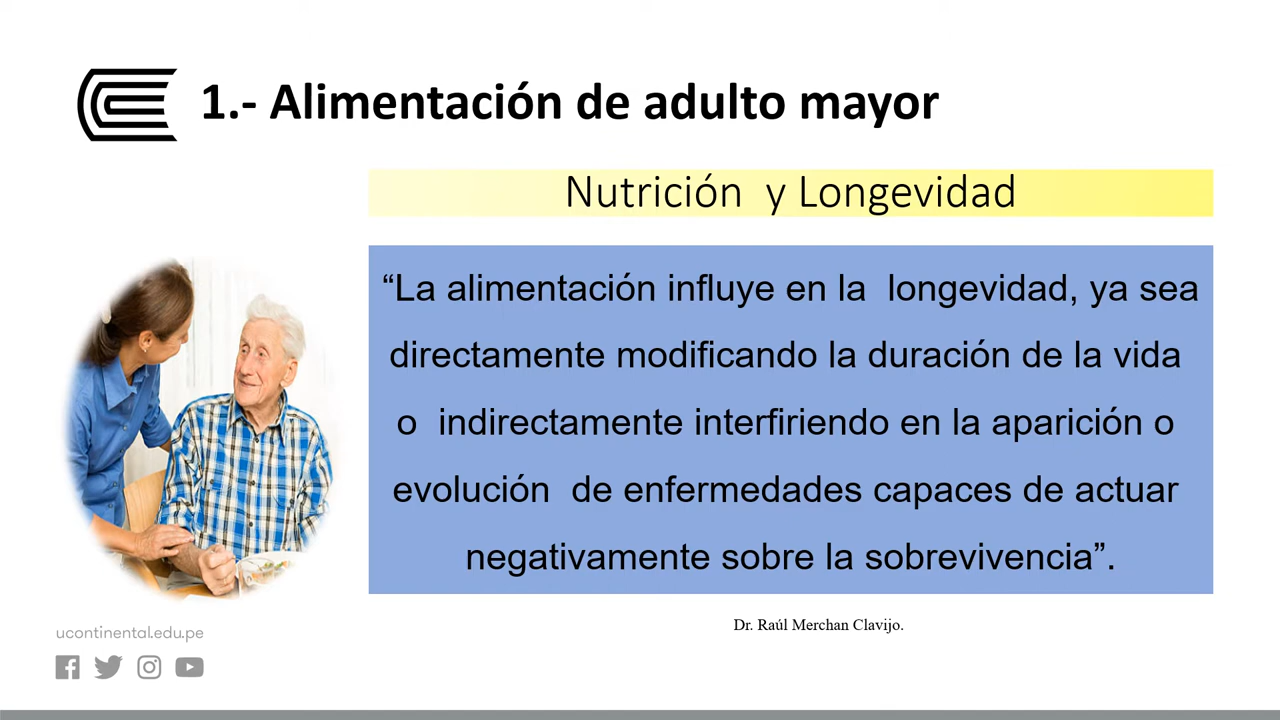 1.- Alimentación de adulto mayor
Nutrición y Longevidad
“La alimentación influye en la longevidad, ya sea
directamente modificando la duración de la vida
o indirectamente interfiriendo en la aparición o
evolución de enfermedades capaces de actuar
negativamente sobre la sobrevivencia”.
Dr. Raúl Merchan Clavijo.
ucontinental.edu.pe